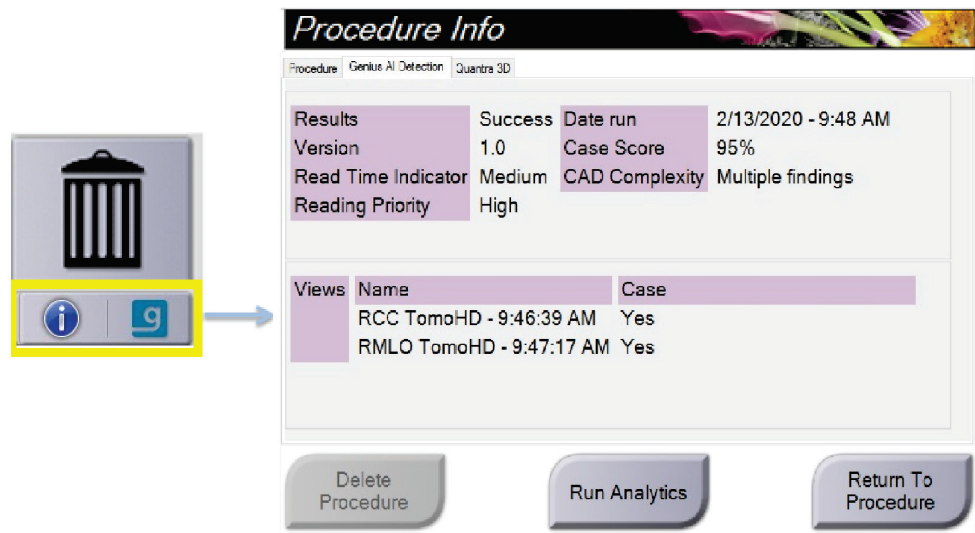 Procedure Info
Procedure Genius AI Detection Quantra 3D
Results Success Date run 2/13/2020 - 9:48 AM
Version 1.0 Case Score 95%
Read Time Indicator Medium CAD Complexity Multiple findings
Reading Priority High
i g
Views Name Case
RCC TomoHD - 9:46:39 AM Yes
RMLO TomoHD - 9:47:17 AM Yes
Delete
Procedure
Run Analytics
Return To
Procedure